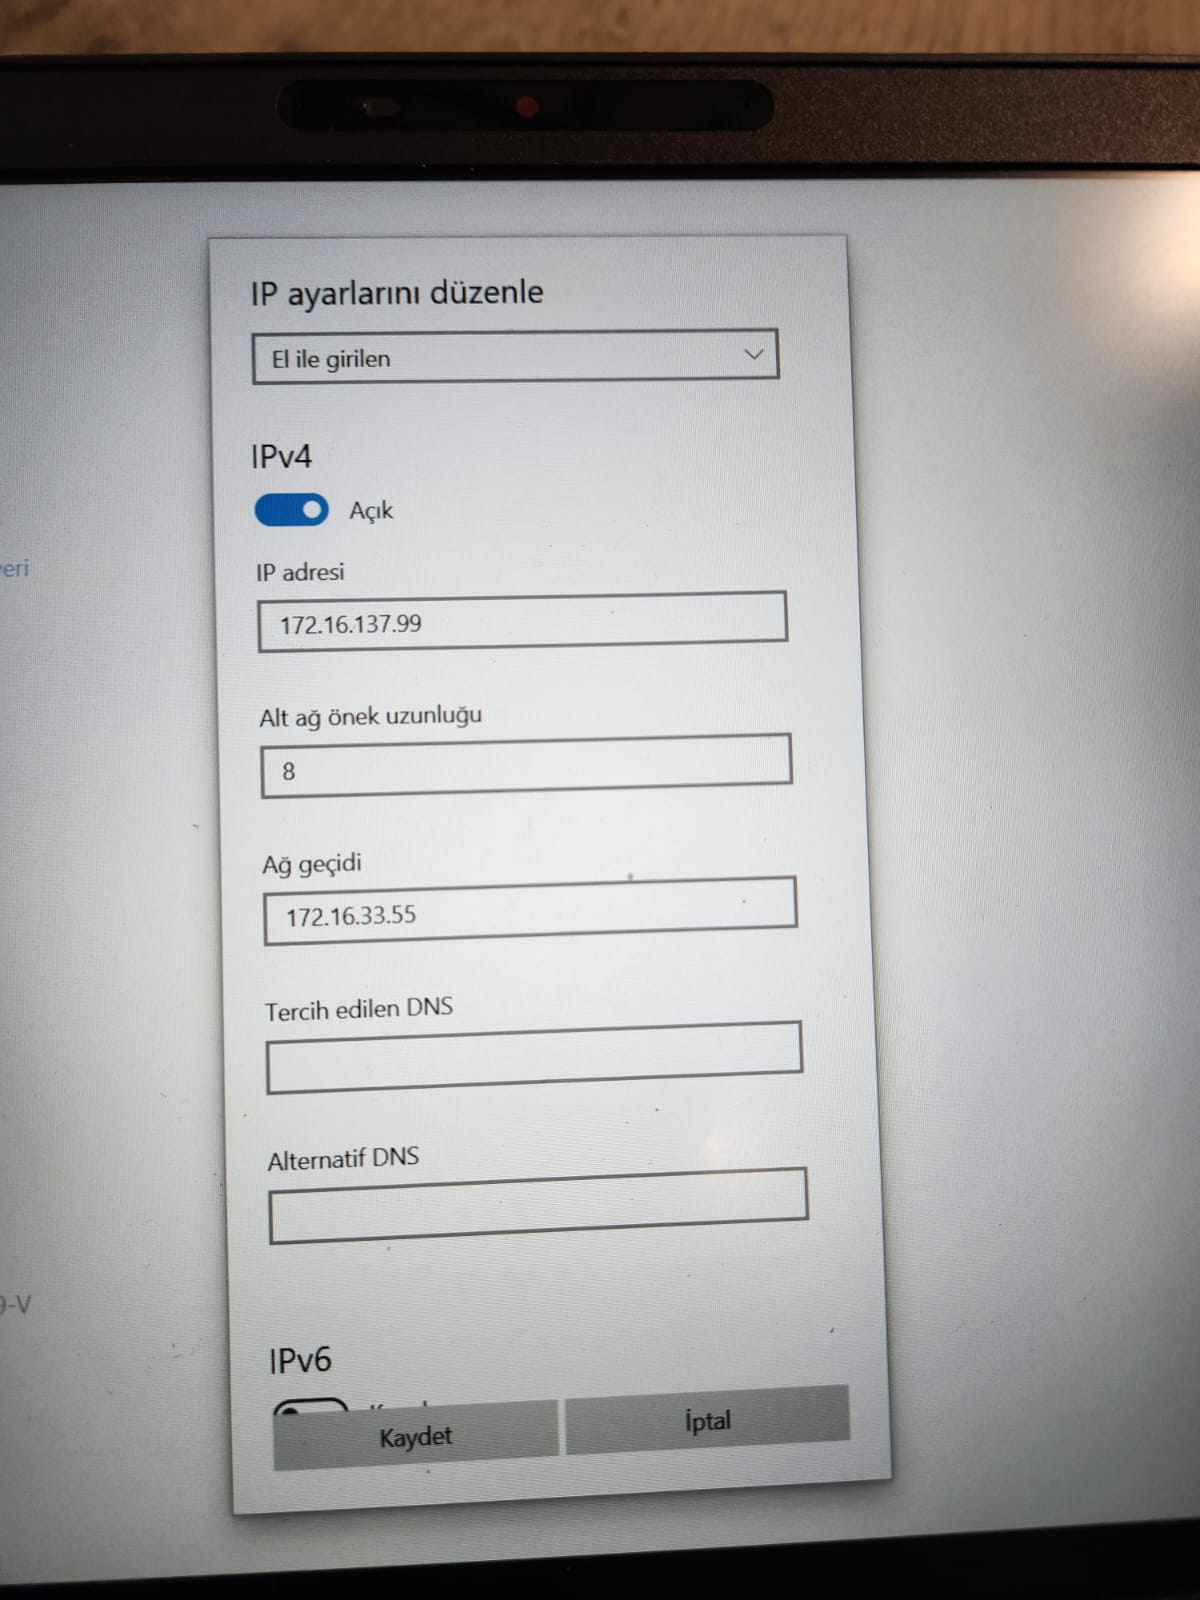 IP ayarlarını düzenle
El ile girilen
IPv4
Açık
IP adresi
172.16.137.99
Alt ağ önek uzunluğu
8
Ağ geçidi
172.16.33.55
Tercih edilen DNS
Alternatif DNS
IPv6
Kaydet
İptal
9-V